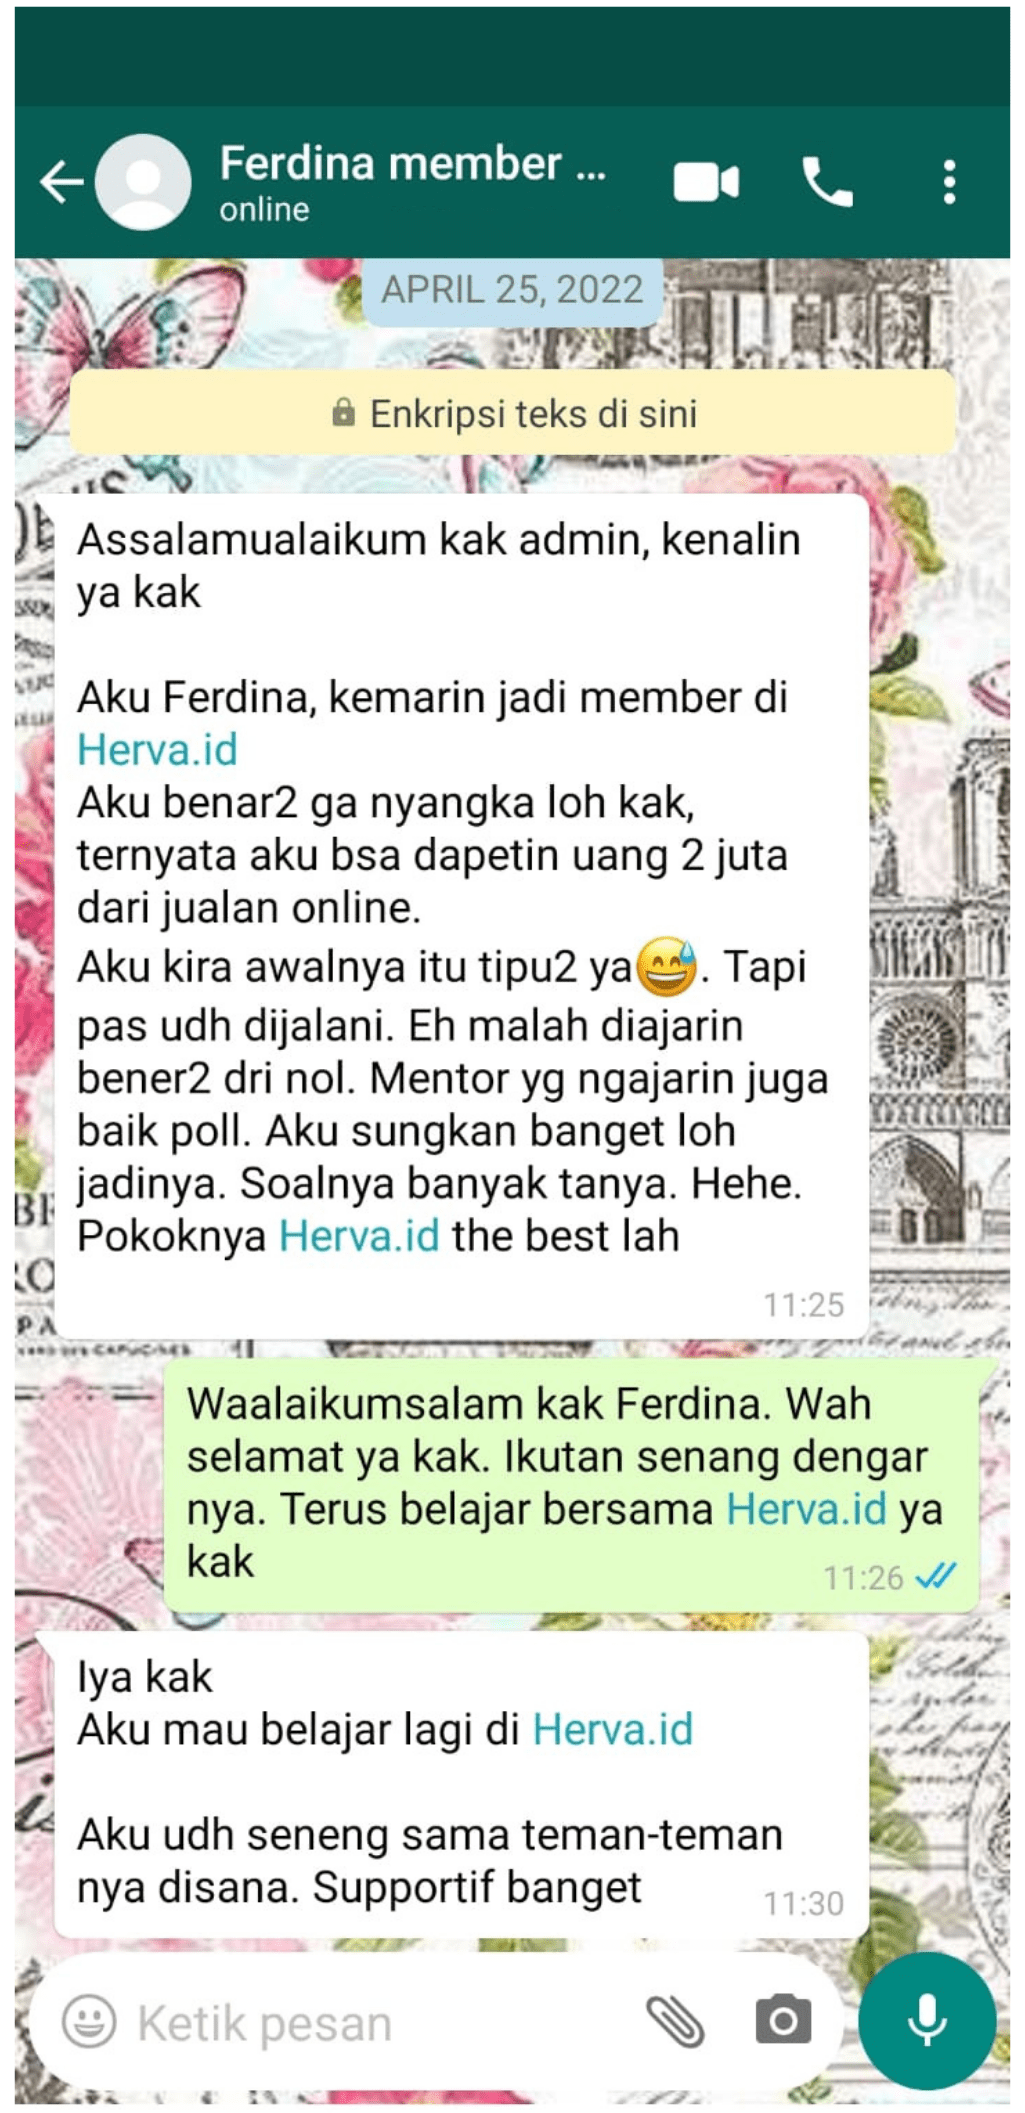 Ferdina member ...
online
APRIL 25, 2022
Enkripsi teks di sini
Assalamualaikum kak admin, kenalin
ya kak
Aku Ferdina, kemarin jadi member di
Herva.id
Aku benar2 ga nyangka loh kak,
ternyata aku bsa dapetin uang 2 juta
dari jualan online.
Aku kira awalnya itu tipu2 ya😅. Tapi
pas udh dijalani. Eh malah diajarin
bener2 dri nol. Mentor yg ngajarin juga
baik poll. Aku sungkan banget loh
jadinya. Soalnya banyak tanya. Hehe.
Pokoknya Herva.id the best lah
11:25
Waalaikumsalam kak Ferdina. Wah
selamat ya kak. Ikutan senang dengar
nya. Terus belajar bersama Herva.id ya
kak
11:26
Iya kak
Aku mau belajar lagi di Herva.id
Aku udh seneng sama teman-teman
nya disana. Supportif banget
11:30
Ketik pesan